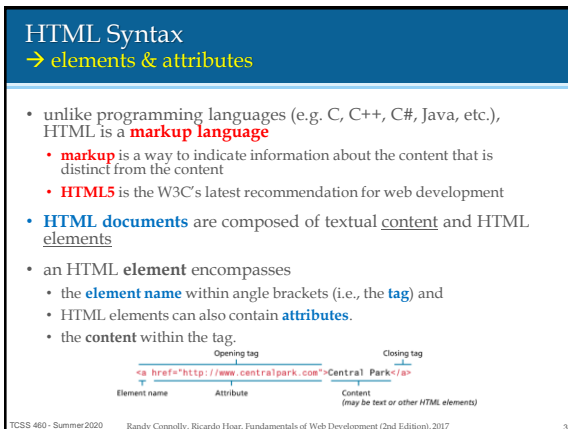 HTML Syntax
→ elements & attributes
• unlike programming languages (e.g. C, C++, C#, Java, etc.),
HTML is a markup language
• markup is a way to indicate information about the content that is
distinct from the content
• HTML5 is the W3C's latest recommendation for web development
• HTML documents are composed of textual content and HTML
elements
• an HTML element encompasses
• the element name within angle brackets (i.e., the tag) and
• HTML elements can also contain attributes.
• the content within the tag.
Opening tag Closing tag
<a href="http://www.centralpark.com">Central Park</a>
Element name Attribute Content
(may be text or other HTML elements)
TCSS 460 - Summer 2020 Randy Connolly, Ricardo Hoar, Fundamentals of Web Development (2nd Edition), 2017 3